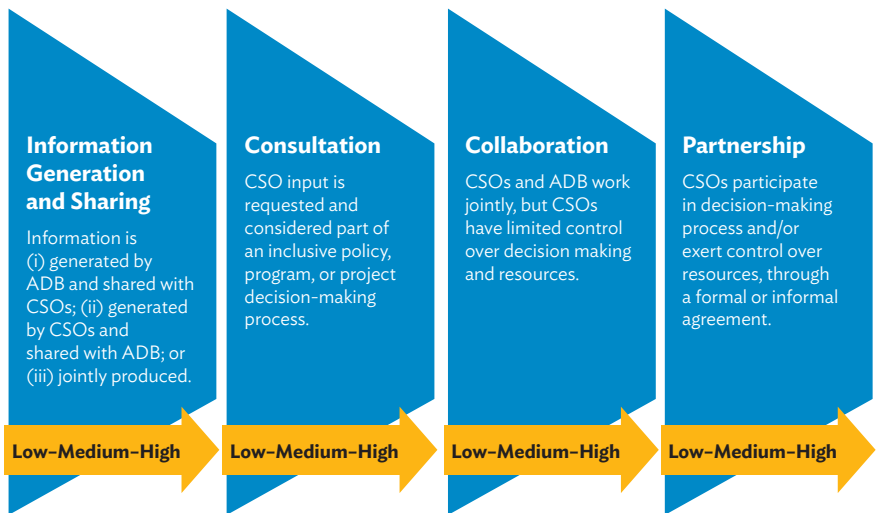 Information
Generation
and Sharing
Information is
(i) generated by
ADB and shared with
CSOs; (ii) generated
by CSOs and
shared with ADB; or
(iii) jointly produced.
Low–Medium–High
Consultation
CSO input is
requested and
considered part of
an inclusive policy,
program, or project
decision-making
process.
Low–Medium–High
Collaboration
CSOs and ADB work
jointly, but CSOs
have limited control
over decision making
and resources.
Low–Medium–High
Partnership
CSOs participate
in decision-making
process and/or
exert control over
resources, through
a formal or informal
agreement.
Low–Medium–High